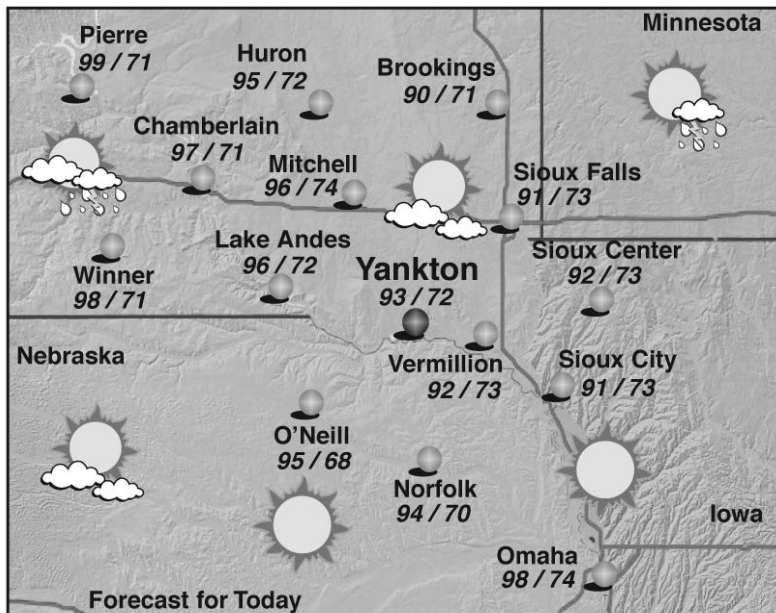 Minnesota
Pierre
99 / 71
Huron
95 / 72
Brookings
90 / 71
Chamberlain
97 / 71
Mitchell
96 / 74
Sioux Falls
91 / 73
Winner
98 / 71
Lake Andes
96 / 72
Yankton
93 / 72
Sioux Center
92 / 73
Nebraska
Vermillion
92 / 73
Sioux City
91 / 73
O'Neill
95 / 68
Norfolk
94 / 70
Iowa
Omaha
98 / 74
Forecast for Today